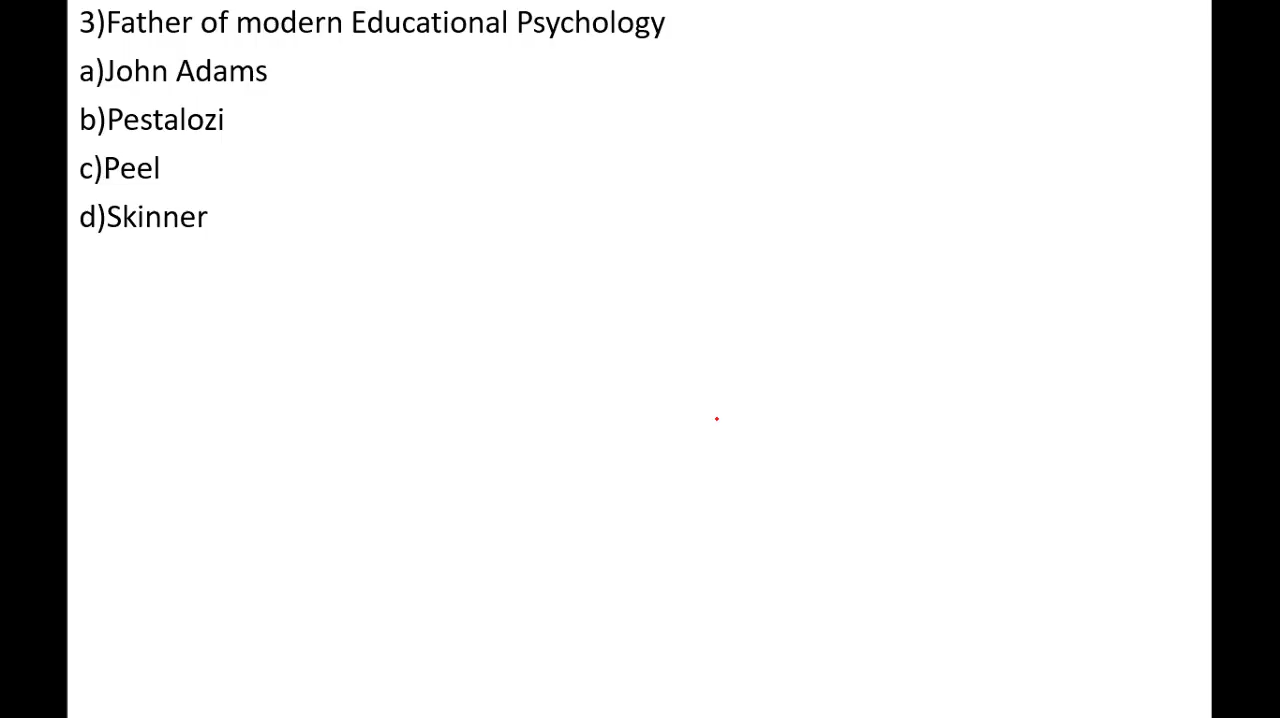 3)Father of modern Educational Psychology
a)John Adams
b)Pestalozi
c)Peel
d)Skinner